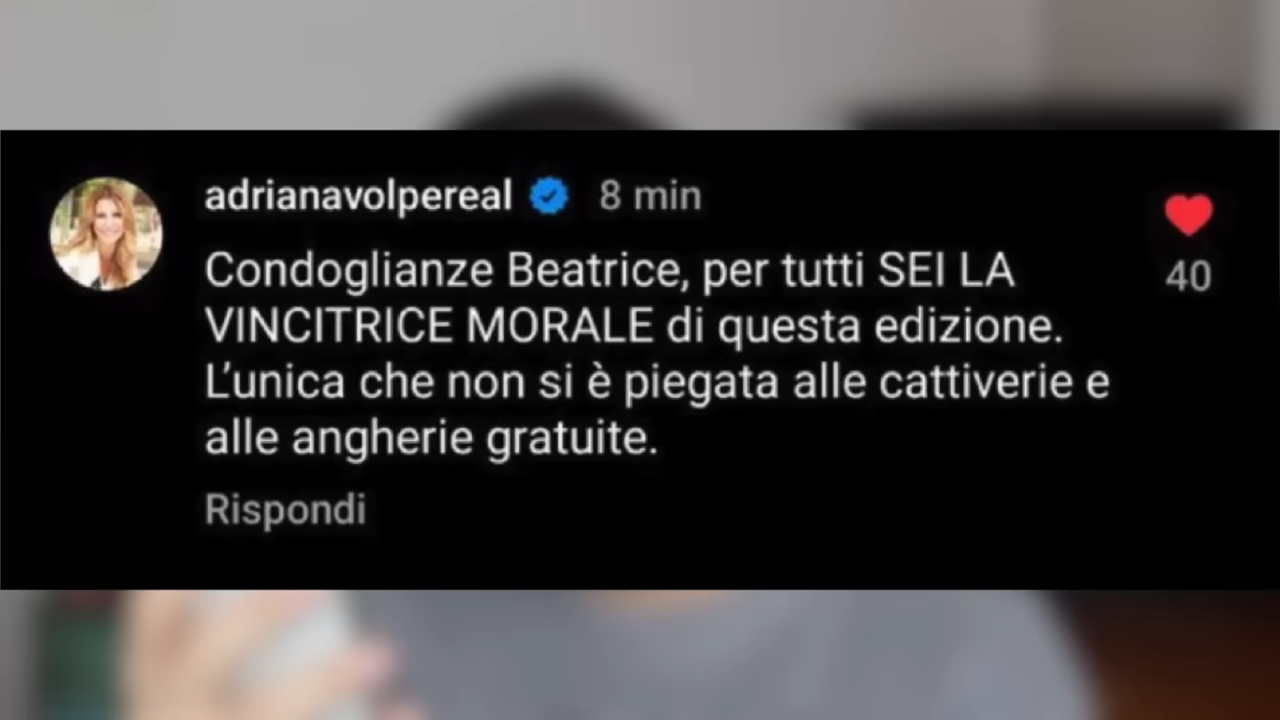 adrianavolpereal 8 min
Condoglianze Beatrice, per tutti SEI LA
VINCITRICE MORALE di questa edizione.
L’unica che non si è piegata alle cattiverie e
alle angherie gratuite.
Rispondi
40